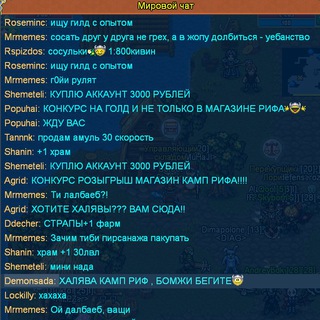 Мировой чат
Roseminc: ищу гилд с опытом
Mrmemes: сосать друг у друга не грех, а в жопу долбиться - уебанство
Rspizdos: сосульки 1:800кивин
Roseminc: ищу гилд с опытом
Mrmemes: г0йи рулят
Shemeteli: КУПЛЮ АККАУНТ 3000 РУБЛЕЙ
Popuhai: КОНКУРС НА ГОЛД И НЕ ТОЛЬКО В МАГАЗИНЕ РИФА
Popuhai: ЖДУ ВАС
Tannnk: продам амуль 30 скорость
Shanin: +1 храм
Shemeteli: КУПЛЮ АККАУНТ 3000 РУБЛЕЙ
Agrid: КОНКУРС РОЗЫГРЫШ МАГАЗИН КАМП РИФА!!!!
Mrmemes: Ти лалбаеб?!
Agrid: ХОТИТЕ ХАЛЯВЫ??? ВАМ СЮДА!!
Ddecher: СТРАПЫ+1 фарм
Mrmemes: Зачим тиби пирсанажа пакупать
Shanin: храм +1 30лвл
Shemeteli: мини нада
Demonsada: ХАЛЯВА КАМП РИФ , БОМЖИ БЕГИТЕ
Lockilly: хахаха
Mrmemes: Ой далбаеб, ващи